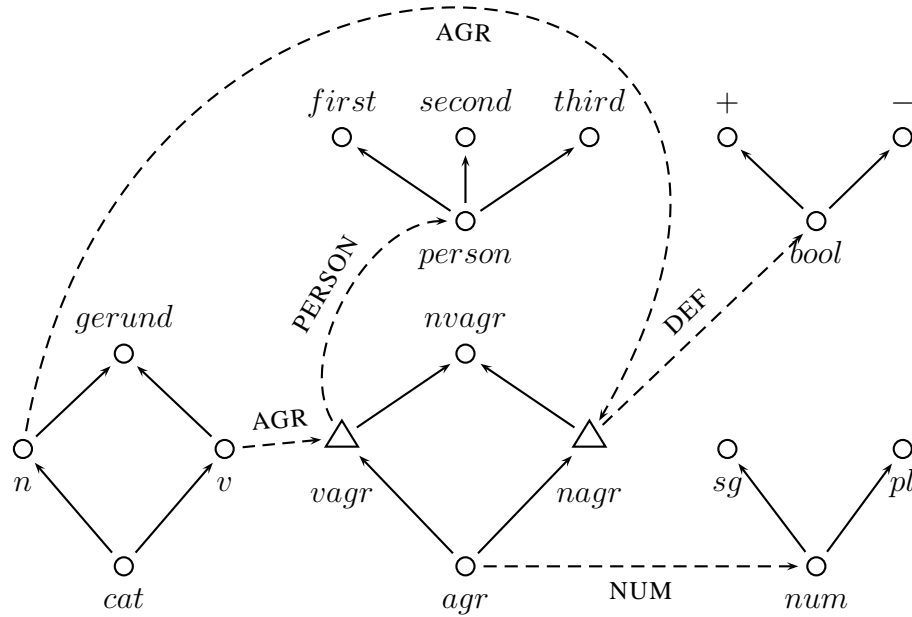 AGR
first second third + −
person bool
PERSON
DEF
gerund nvagr
AGR
n v vagr nagr sg pl
cat agr NUM num